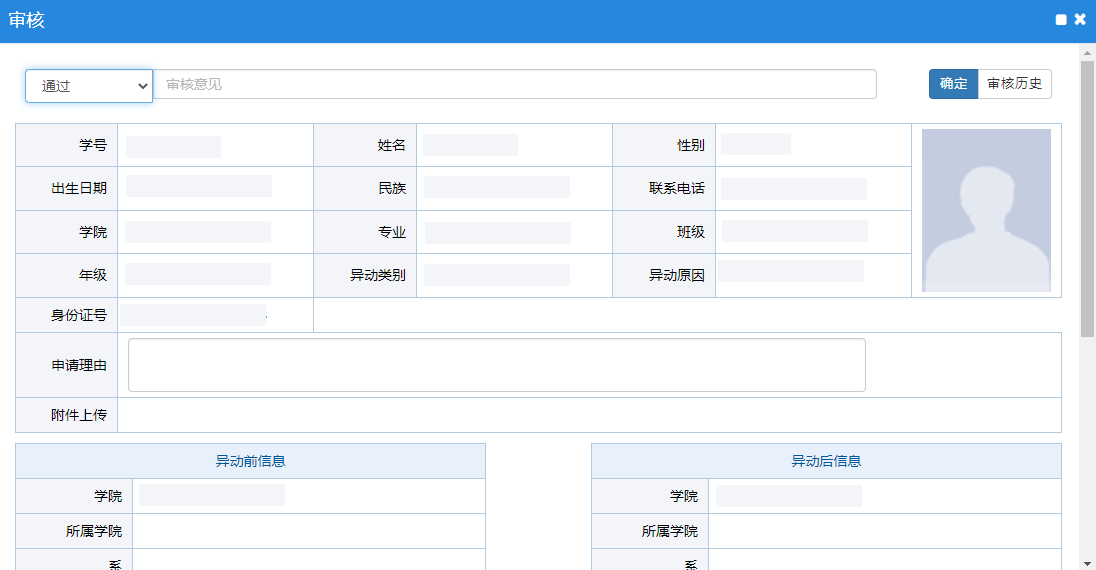 审核
通过 审核意见 确定 审核历史
学号 姓名 性别
出生日期 民族 联系电话
学院 专业 班级
年级 异动类别 异动原因
身份证号
申请理由
附件上传
异动前信息 异动后信息
学院 学院
所属学院 所属学院
系 系